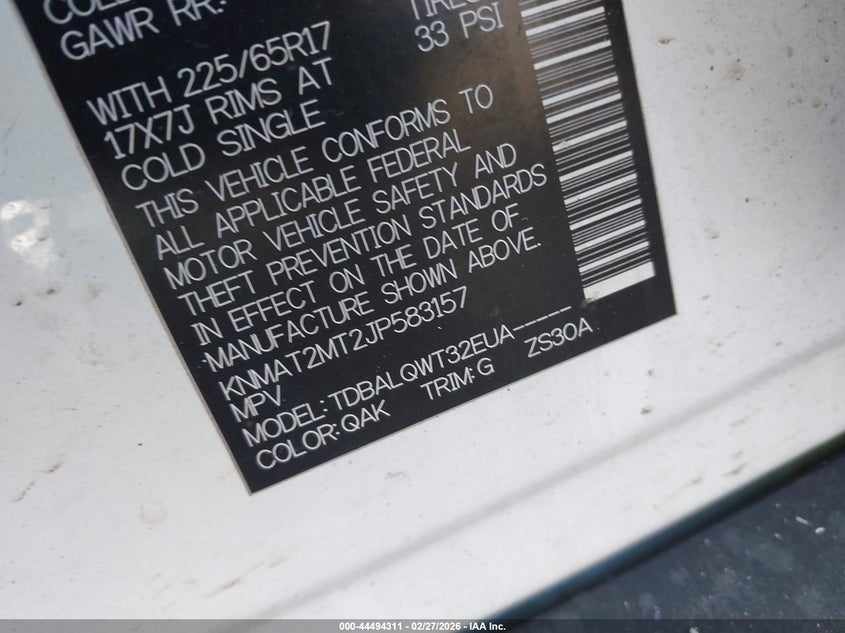 GAWR RR:
33 PSI
WITH 225/65R17
17X7J RIMS AT
COLD SINGLE
THIS VEHICLE CONFORMS TO
ALL APPLICABLE FEDERAL
MOTOR VEHICLE SAFETY AND
THEFT PREVENTION STANDARDS
IN EFFECT ON THE DATE OF
MANUFACTURE SHOWN ABOVE.
KNMAT2MT2JP583157
MPV
MODEL:TDBALQWT32EUA-----
COLOR:QAK TRIM:G ZS30A
000-44494311 - 02/27/2026 - IAA Inc.